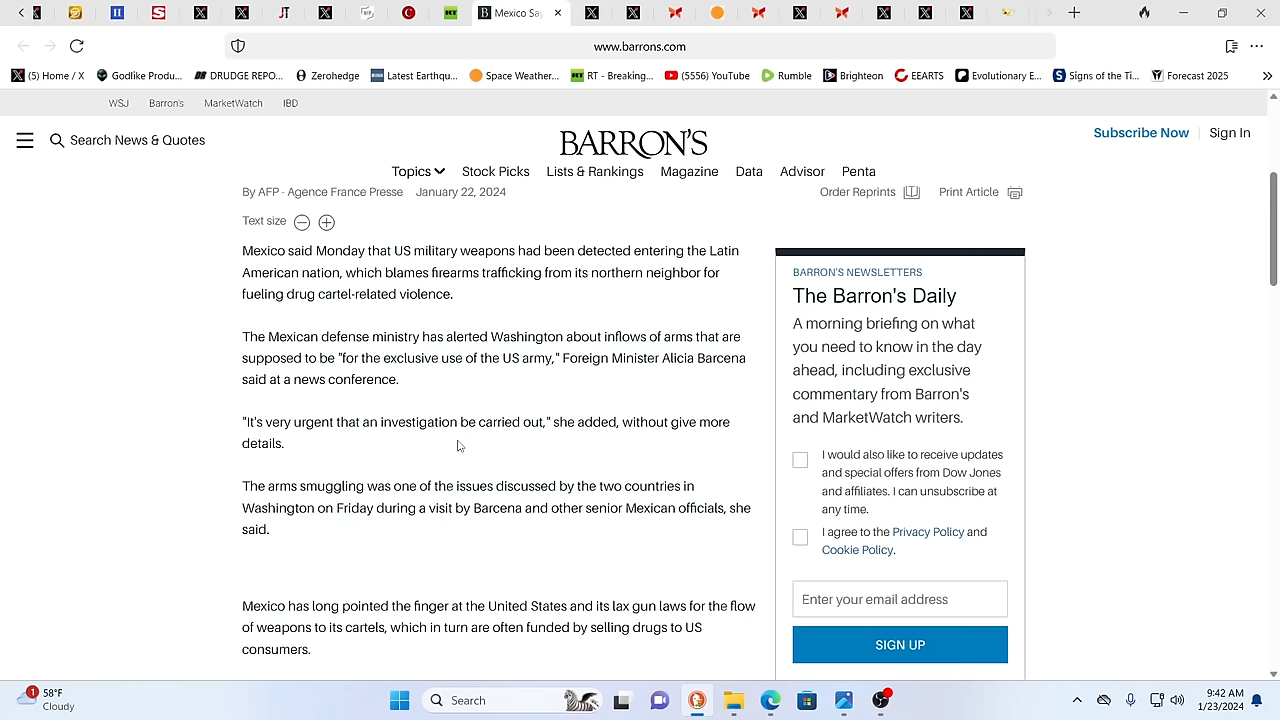 Mexico Say
www.barrons.com
(5) Home / X
Godlike Produ...
DRUDGE REPO...
Zerohedge
Latest Earthqu...
Space Weather...
RT - Breaking...
(5556) YouTube
Rumble
Brighteon
EEARTS
Evolutionary E...
Signs of the Ti...
Forecast 2025
WSJ
Barron's
MarketWatch
IBD
Search News & Quotes
BARRON'S
Subscribe Now
Sign In
Topics
Stock Picks
Lists & Rankings
Magazine
Data
Advisor
Penta
By AFP - Agence France Presse
January 22, 2024
Order Reprints
Print Article
Text size
Mexico said Monday that US military weapons had been detected entering the Latin
American nation, which blames firearms trafficking from its northern neighbor for
fueling drug cartel-related violence.
The Mexican defense ministry has alerted Washington about inflows of arms that are
supposed to be "for the exclusive use of the US army," Foreign Minister Alicia Barcena
said at a news conference.
"It's very urgent that an investigation be carried out," she added, without give more
details.
The arms smuggling was one of the issues discussed by the two countries in
Washington on Friday during a visit by Barcena and other senior Mexican officials, she
said.
Mexico has long pointed the finger at the United States and its lax gun laws for the flow
of weapons to its cartels, which in turn are often funded by selling drugs to US
consumers.
BARRON'S NEWSLETTERS
The Barron's Daily
A morning briefing on what
you need to know in the day
ahead, including exclusive
commentary from Barron's
and MarketWatch writers.
I would also like to receive updates
and special offers from Dow Jones
and affiliates. I can unsubscribe at
any time.
I agree to the Privacy Policy and
Cookie Policy.
Enter your email address
SIGN UP
1
58°F
Cloudy
Search
9:42 AM
1/23/2024